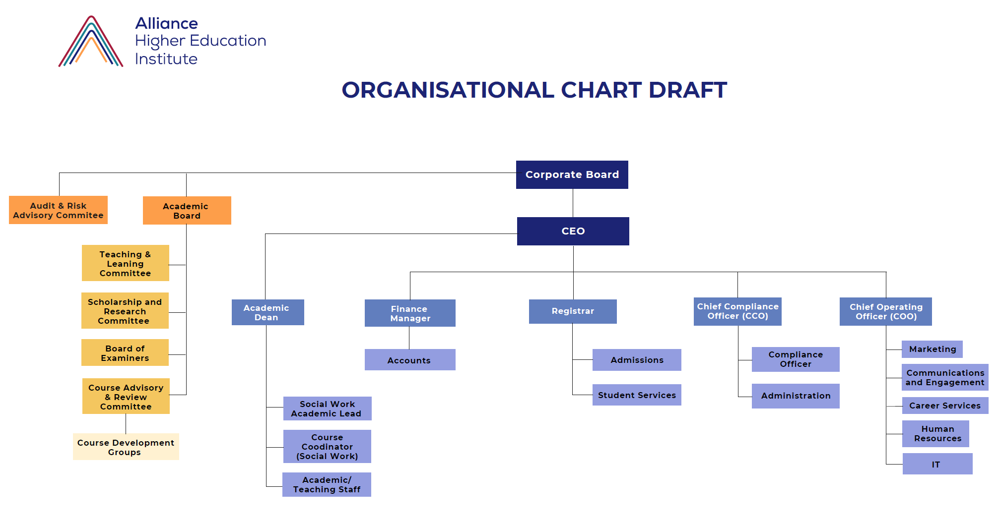 Alliance
Higher Education
Institute
ORGANISATIONAL CHART DRAFT
Corporate Board
Audit & Risk
Advisory Commitee
Academic
Board
CEO
Teaching &
Leaning
Committee
Scholarship and
Research
Committee
Board of
Examiners
Course Advisory
& Review
Committee
Course Development
Groups
Academic
Dean
Social Work
Academic Lead
Course
Coodinator
(Social Work)
Academic/
Teaching Staff
Finance
Manager
Accounts
Registrar
Admissions
Student Services
Chief Compliance
Officer (CCO)
Compliance
Officer
Administration
Chief Operating
Officer (COO)
Marketing
Communications
and Engagement
Career Services
Human
Resources
IT